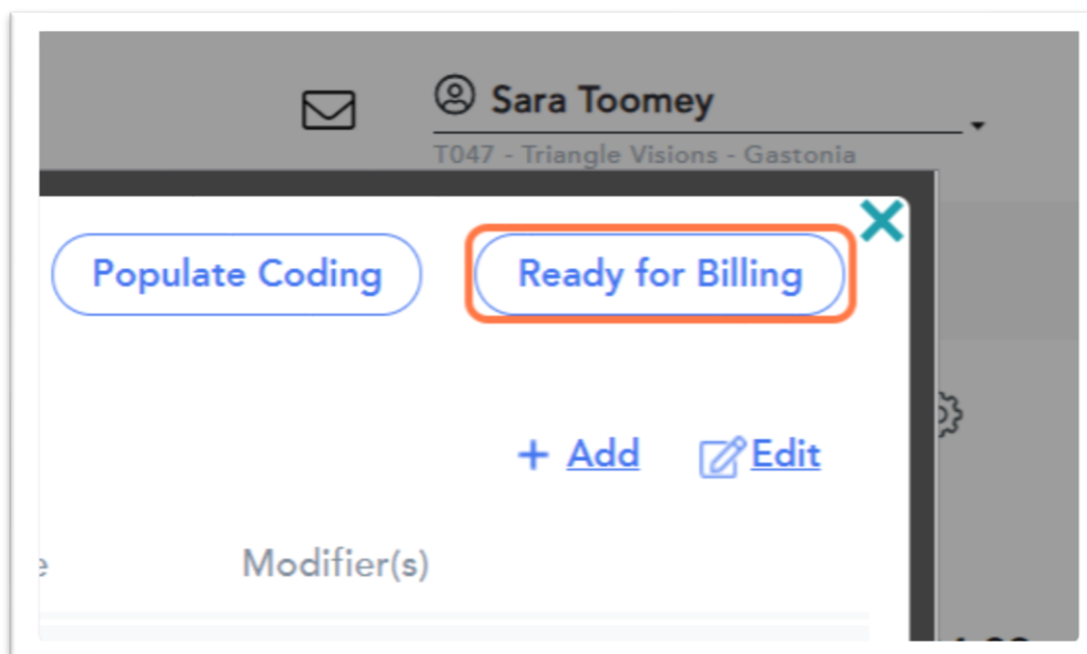 Sara Toomey
T047 - Triangle Visions - Gastonia
Populate Coding Ready for Billing
+ Add Edit
Modifier(s)